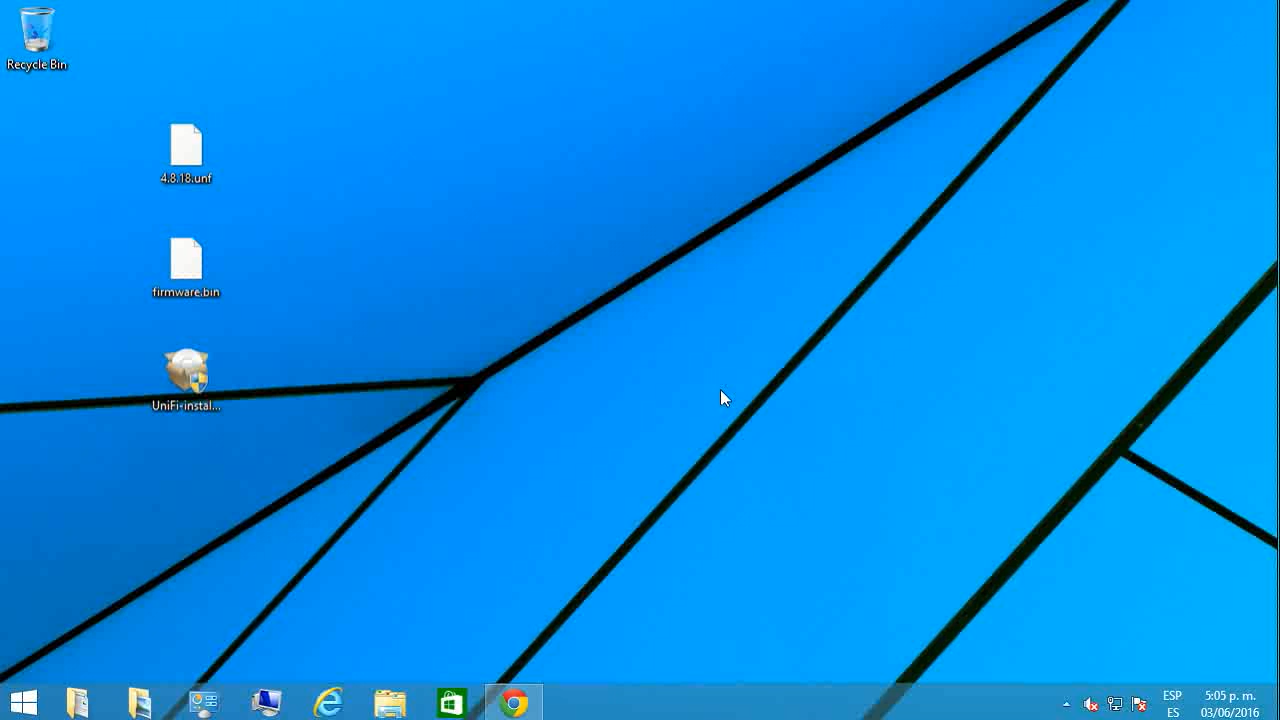 Recycle Bin
4.8.18.unf
firmware.bin
UniFi-instal...
ESP
ES
5:05 p. m.
03/06/2016